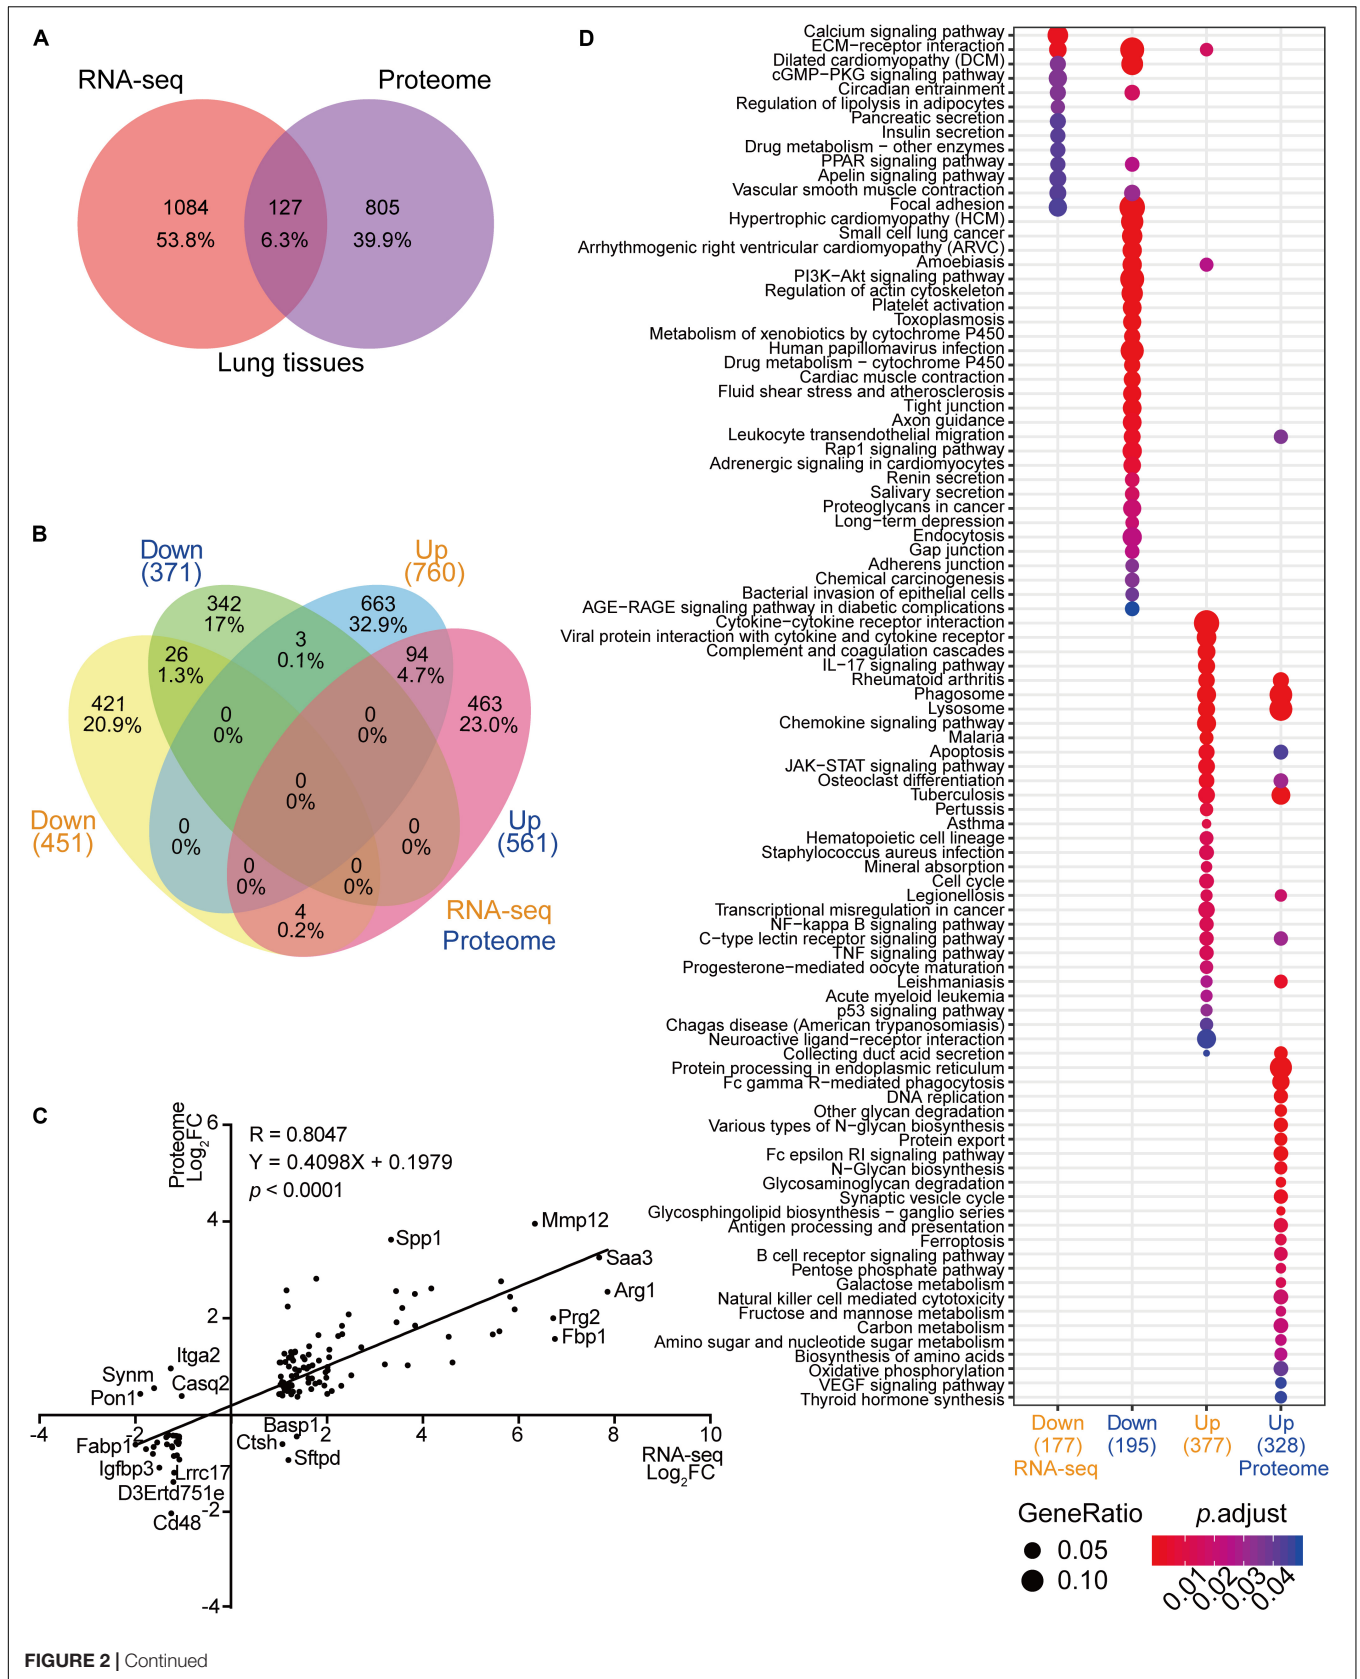 A
RNA-seq
Proteome
1084
53.8%
127
6.3%
805
39.9%
Lung tissues
B
Down
(371)
Up
(760)
342
17%
663
32.9%
3
0.1%
26
1.3%
94
4.7%
421
20.9%
463
23.0%
0
0%
0
0%
0
0%
Down
(451)
Up
(561)
0
0%
0
0%
0
0%
0
0%
4
0.2%
RNA-seq
Proteome
C
Proteome
Log2FC
R = 0.8047
Y = 0.4098X + 0.1979
p < 0.0001
6
4
2
-2
-4
-4
-2
2
4
6
8
10
RNA-seq
Log2FC
Mmp12
Spp1
Saa3
Arg1
Prg2
Fbp1
Itga2
Synm
Casq2
Pon1
Basp1
Ctsh
Sftpd
Fabp1
Igfbp3
Lrrc17
D3Ertd751e
Cd48
D
Calcium signaling pathway
ECM−receptor interaction
Dilated cardiomyopathy (DCM)
cGMP−PKG signaling pathway
Circadian entrainment
Regulation of lipolysis in adipocytes
Pancreatic secretion
Insulin secretion
Drug metabolism − other enzymes
PPAR signaling pathway
Apelin signaling pathway
Vascular smooth muscle contraction
Focal adhesion
Hypertrophic cardiomyopathy (HCM)
Small cell lung cancer
Arrhythmogenic right ventricular cardiomyopathy (ARVC)
Amoebiasis
PI3K−Akt signaling pathway
Regulation of actin cytoskeleton
Platelet activation
Toxoplasmosis
Metabolism of xenobiotics by cytochrome P450
Human papillomavirus infection
Drug metabolism − cytochrome P450
Cardiac muscle contraction
Fluid shear stress and atherosclerosis
Tight junction
Axon guidance
Leukocyte transendothelial migration
Rap1 signaling pathway
Adrenergic signaling in cardiomyocytes
Renin secretion
Salivary secretion
Proteoglycans in cancer
Long−term depression
Endocytosis
Gap junction
Adherens junction
Chemical carcinogenesis
Bacterial invasion of epithelial cells
AGE−RAGE signaling pathway in diabetic complications
Cytokine−cytokine receptor interaction
Viral protein interaction with cytokine and cytokine receptor
Complement and coagulation cascades
IL−17 signaling pathway
Rheumatoid arthritis
Phagosome
Lysosome
Chemokine signaling pathway
Malaria
Apoptosis
JAK−STAT signaling pathway
Osteoclast differentiation
Tuberculosis
Pertussis
Asthma
Hematopoietic cell lineage
Staphylococcus aureus infection
Mineral absorption
Cell cycle
Legionellosis
Transcriptional misregulation in cancer
NF−kappa B signaling pathway
C−type lectin receptor signaling pathway
TNF signaling pathway
Progesterone−mediated oocyte maturation
Leishmaniasis
Acute myeloid leukemia
p53 signaling pathway
Chagas disease (American trypanosomiasis)
Neuroactive ligand−receptor interaction
Collecting duct acid secretion
Protein processing in endoplasmic reticulum
Fc gamma R−mediated phagocytosis
DNA replication
Other glycan degradation
Various types of N−glycan biosynthesis
Protein export
Fc epsilon RI signaling pathway
N−Glycan biosynthesis
Glycosaminoglycan degradation
Synaptic vesicle cycle
Glycosphingolipid biosynthesis − ganglio series
Antigen processing and presentation
Ferroptosis
B cell receptor signaling pathway
Pentose phosphate pathway
Galactose metabolism
Natural killer cell mediated cytotoxicity
Fructose and mannose metabolism
Carbon metabolism
Amino sugar and nucleotide sugar metabolism
Biosynthesis of amino acids
Oxidative phosphorylation
VEGF signaling pathway
Thyroid hormone synthesis
Down
(177)
Down
(195)
Up
(377)
Up
(328)
RNA-seq
Proteome
GeneRatio
0.05
0.10
p.adjust
0.01
0.02
0.03
0.04
FIGURE 2 | Continued